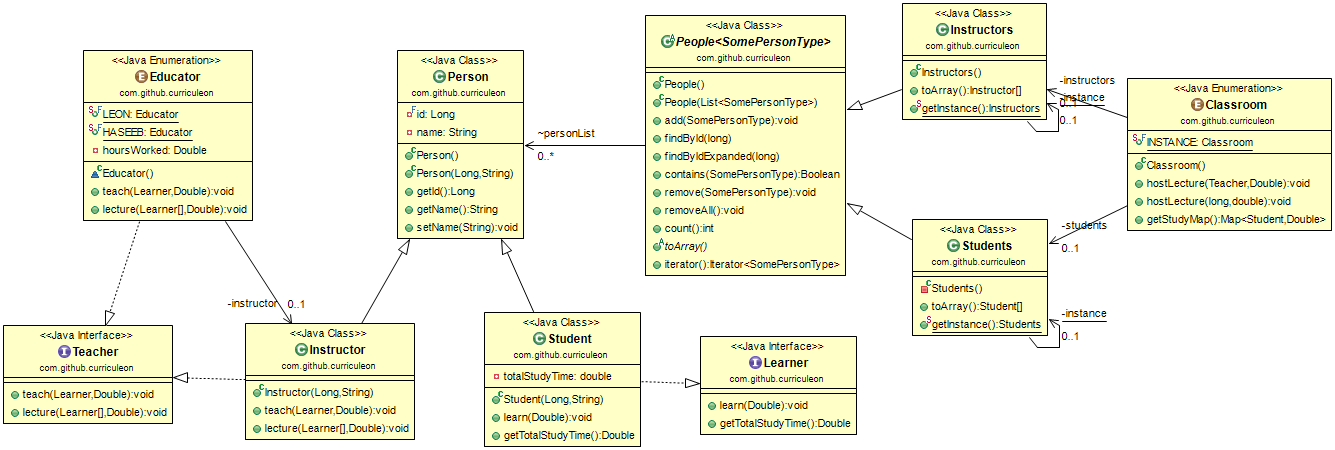 <<Java Enumeration>>
Educator
com.github.curriculeon
LEON: Educator
HASEEB: Educator
hoursWorked: Double
Educator()
teach(Learner,Double):void
lecture(Learner[],Double):void
<<Java Class>>
Person
com.github.curriculeon
id: Long
name: String
Person()
Person(Long,String)
getId():Long
getName():String
setName(String):void
~personList
0..*
<<Java Class>>
People<SomePersonType>
com.github.curriculeon
People()
People(List<SomePersonType>)
add(SomePersonType):void
findById(long)
findByIdExpanded(long)
contains(SomePersonType):Boolean
remove(SomePersonType):void
removeAll():void
count():int
toArray()
iterator():Iterator<SomePersonType>
<<Java Class>>
Instructors
com.github.curriculeon
Instructors()
toArray():Instructor[]
getInstance():Instructors
-instructors
0..1
-instance
0..1
<<Java Enumeration>>
Classroom
com.github.curriculeon
INSTANCE: Classroom
Classroom()
hostLecture(Teacher,Double):void
hostLecture(long,double):void
getStudyMap():Map<Student,Double>
-students
0..1
<<Java Class>>
Students
com.github.curriculeon
Students()
toArray():Student[]
getInstance():Students
-instance
0..1
-instructor
0..1
<<Java Interface>>
Teacher
com.github.curriculeon
teach(Learner,Double):void
lecture(Learner[],Double):void
<<Java Class>>
Instructor
com.github.curriculeon
Instructor(Long,String)
teach(Learner,Double):void
lecture(Learner[],Double):void
<<Java Class>>
Student
com.github.curriculeon
totalStudyTime: double
Student(Long,String)
learn(Double):void
getTotalStudyTime():Double
<<Java Interface>>
Learner
com.github.curriculeon
learn(Double):void
getTotalStudyTime():Double